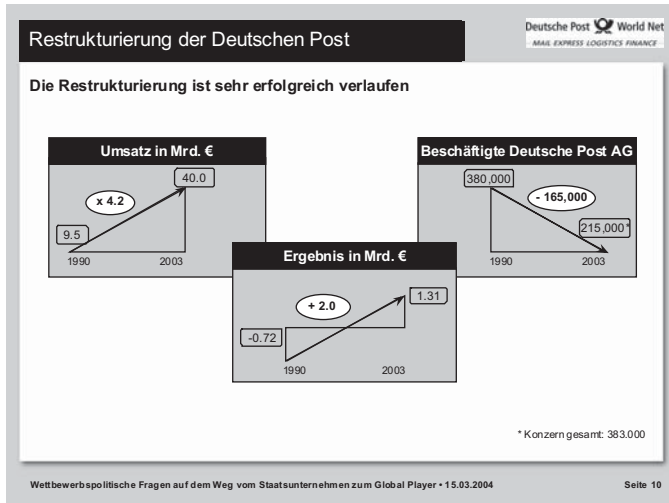 Restrukturierung der Deutschen Post
Deutsche Post World Net
MAIL EXPRESS LOGISTICS FINANCE
Die Restrukturierung ist sehr erfolgreich verlaufen
Umsatz in Mrd. €
40.0
x 4.2
9.5
1990 2003
Beschäftigte Deutsche Post AG
380,000
- 165,000
215,000*
1990 2003
Ergebnis in Mrd. €
1.31
+ 2.0
-0.72
1990 2003
* Konzern gesamt: 383.000
Wettbewerbspolitische Fragen auf dem Weg vom Staatsunternehmen zum Global Player • 15.03.2004 Seite 10